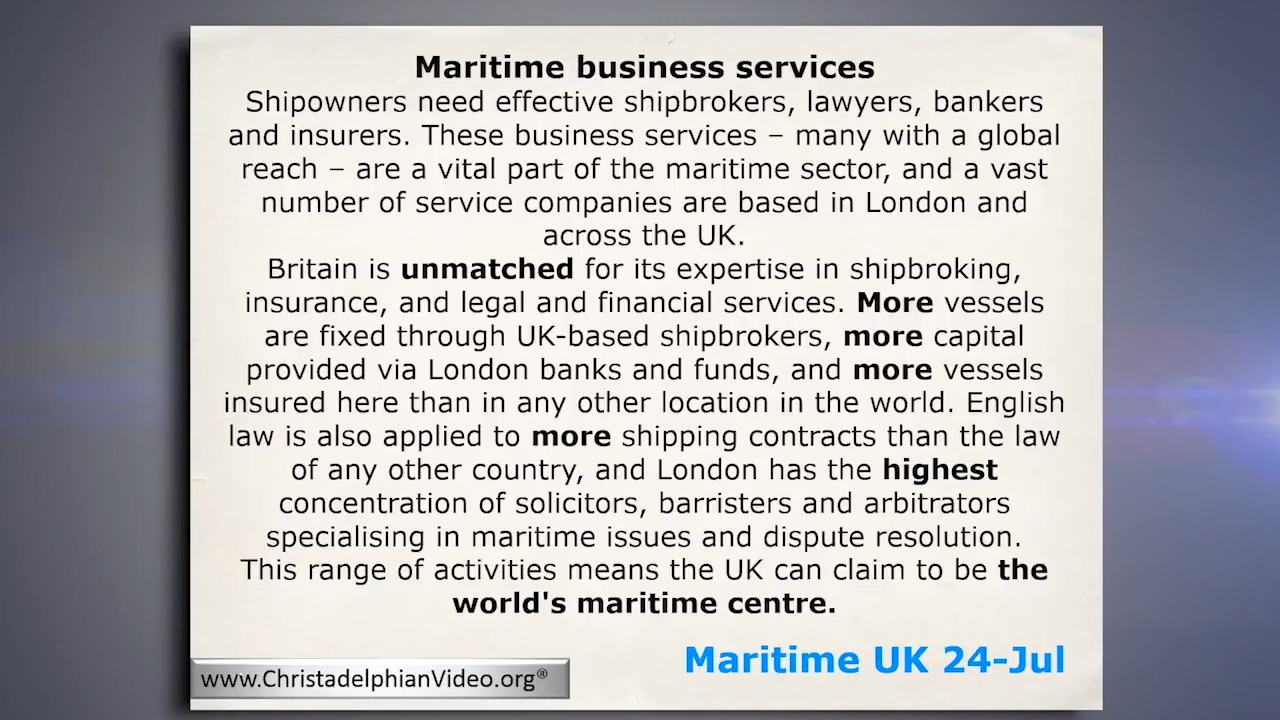 Maritime business services
Shipowners need effective shipbrokers, lawyers, bankers
and insurers. These business services – many with a global
reach – are a vital part of the maritime sector, and a vast
number of service companies are based in London and
across the UK.
Britain is unmatched for its expertise in shipbroking,
insurance, and legal and financial services. More vessels
are fixed through UK-based shipbrokers, more capital
provided via London banks and funds, and more vessels
insured here than in any other location in the world. English
law is also applied to more shipping contracts than the law
of any other country, and London has the highest
concentration of solicitors, barristers and arbitrators
specialising in maritime issues and dispute resolution.
This range of activities means the UK can claim to be the
world's maritime centre.
Maritime UK 24-Jul
www.ChristadelphianVideo.org®